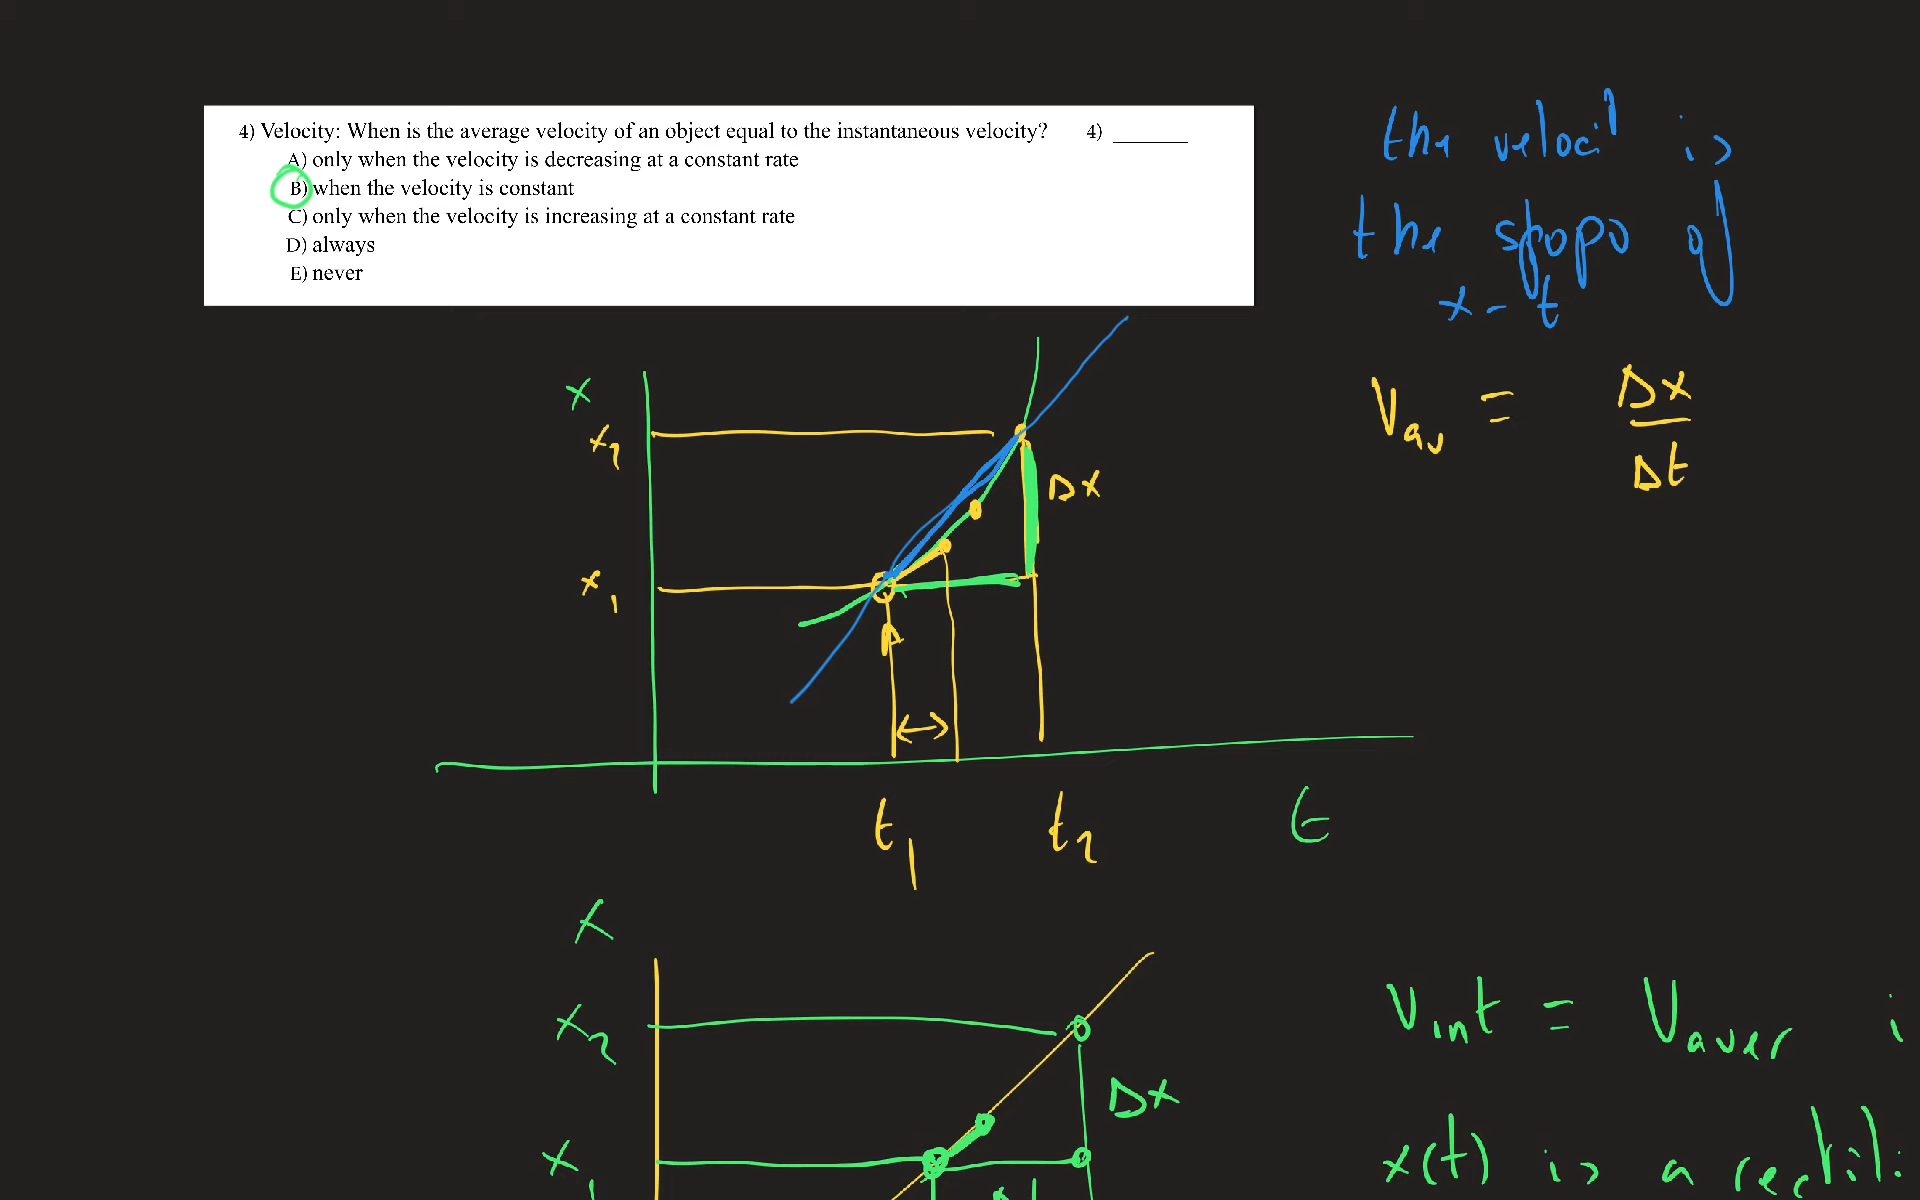 4) Velocity: When is the average velocity of an object equal to the instantaneous velocity? 4) ________
A) only when the velocity is decreasing at a constant rate
B) when the velocity is constant
C) only when the velocity is increasing at a constant rate
D) always
E) never
the veloci is
the of
x - t
x
x2
Δx
x1
t1
t2
t
Vav = Δx
Δt
x
x2
Δx
x1
Vint = Vaver i
x(t) is a rectili